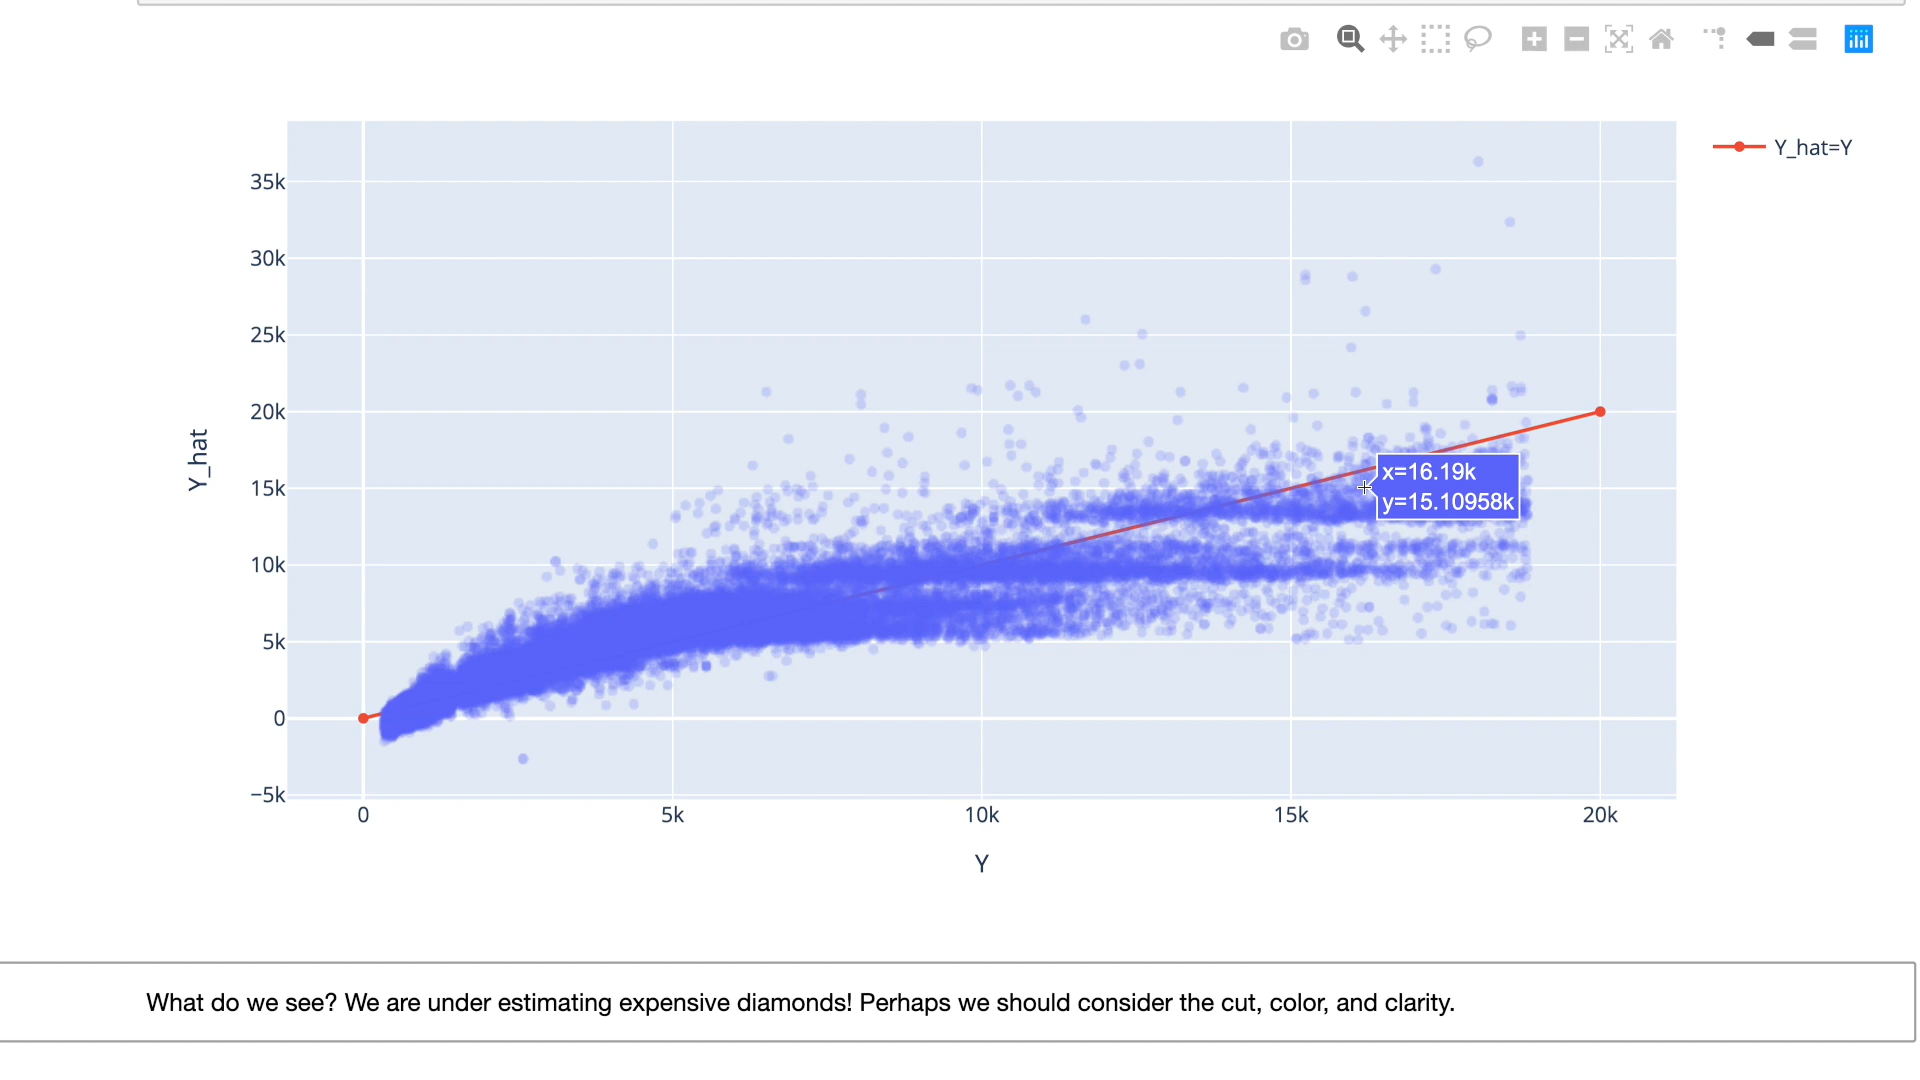 Y_hat=Y
35k
30k
25k
20k
15k
10k
5k
0
−5k
Y_hat
x=16.19k
y=15.10958k
0
5k
10k
15k
20k
Y
What do we see? We are under estimating expensive diamonds! Perhaps we should consider the cut, color, and clarity.